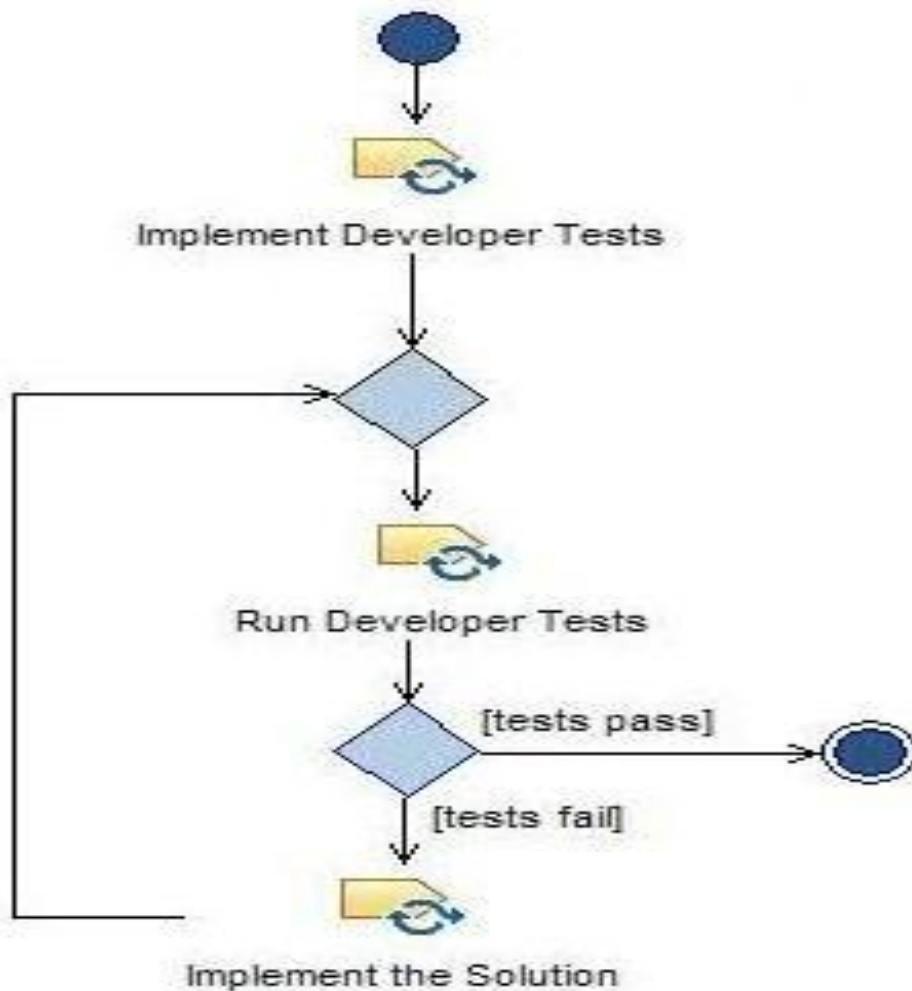 Implement Developer Tests
Run Developer Tests
[tests pass]
[tests fail]
Implement the Solution